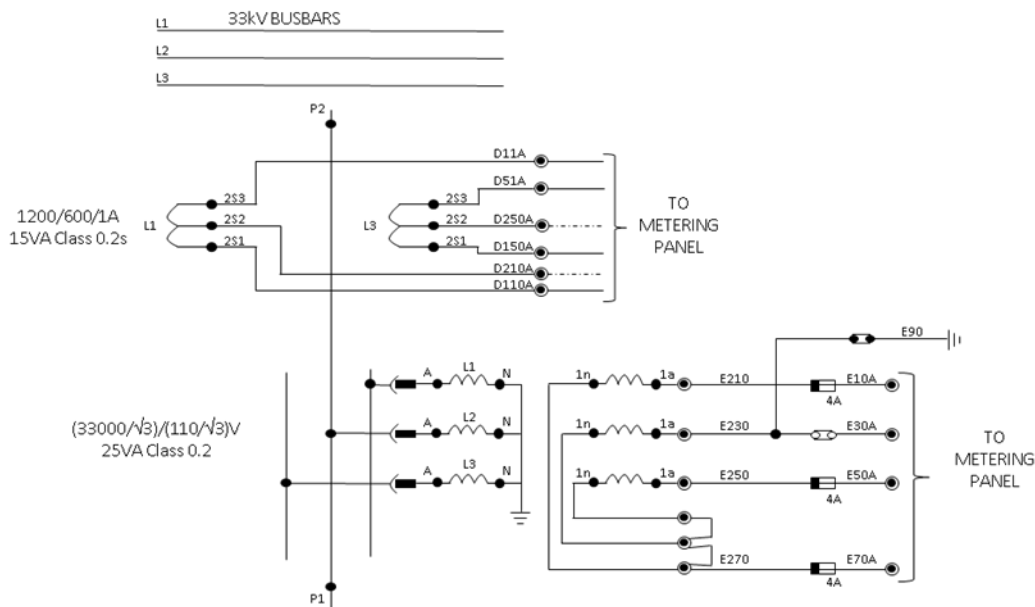 33kV BUSBARS
L1
L2
L3
P2
D11A
2S3
D51A
2S3
1200/600/1A
15VA Class 0.2s
L1
2S2
L3
2S2
D250A
2S1
2S1
D150A
D210A
D110A
TO
METERING
PANEL
E90
A
L1
N
1n
1a
E210
4A
E10A
(33000/√3)/(110/√3)V
25VA Class 0.2
A
L2
N
1n
1a
E230
E30A
A
L3
N
1n
1a
E250
4A
E50A
TO
METERING
PANEL
E270
4A
E70A
P1